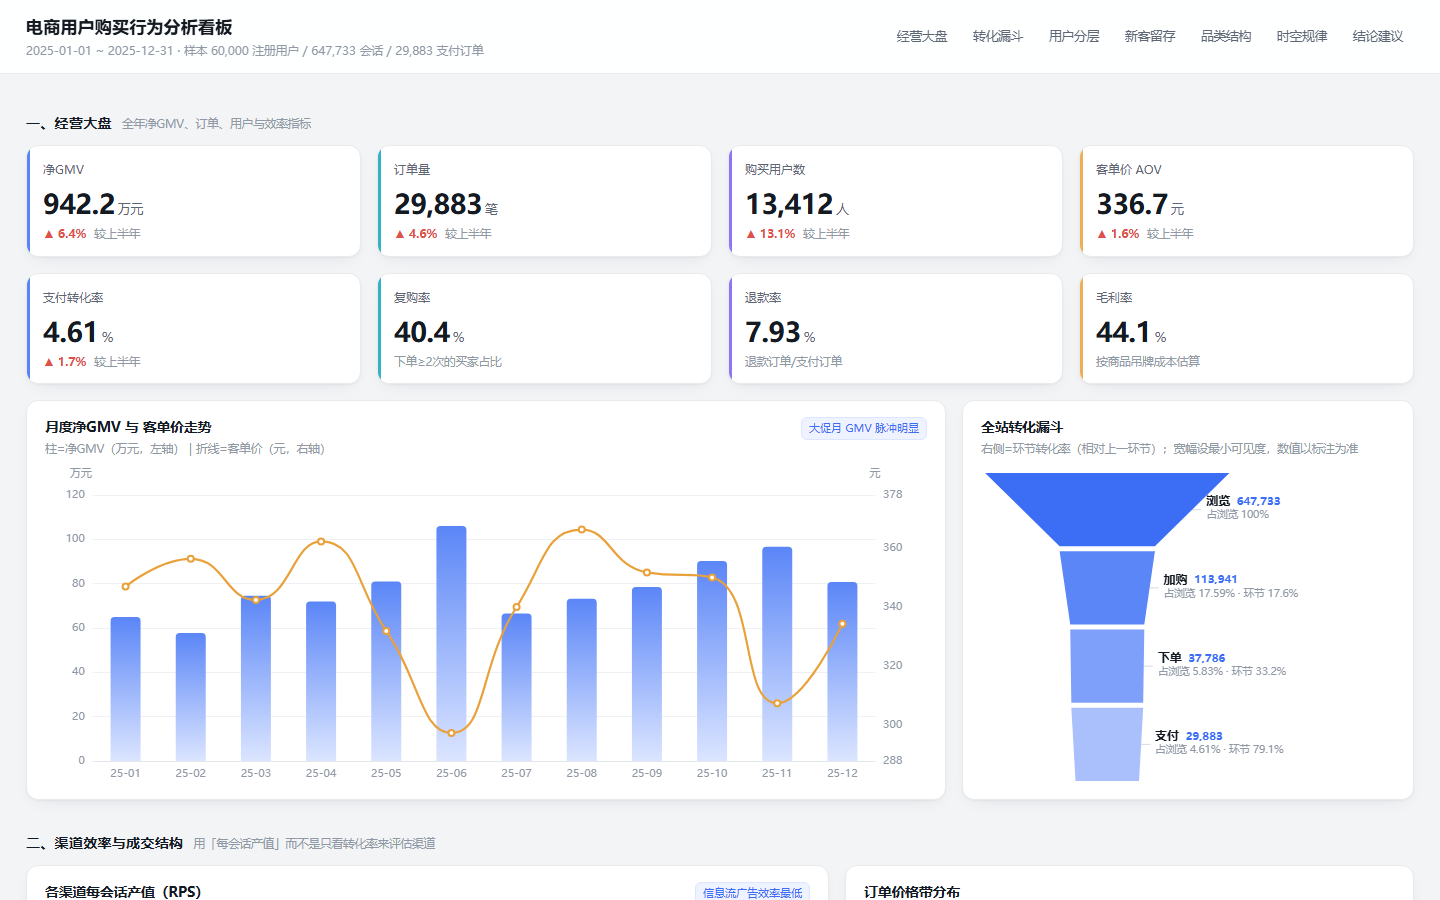 电商用户购买行为分析看板
2025-01-01 ~ 2025-12-31 · 样本 60,000 注册用户 / 647,733 会话 / 29,883 支付订单
经营大盘 转化漏斗 用户分层 新客留存 品类结构 时空规律 结论建议
一、经营大盘 全年净GMV、订单、用户与效率指标
净GMV
942.2 万元
▲ 6.4% 较上半年
订单量
29,883 笔
▲ 4.6% 较上半年
购买用户数
13,412 人
▲ 13.1% 较上半年
客单价 AOV
336.7 元
▲ 1.6% 较上半年
支付转化率
4.61 %
▲ 1.7% 较上半年
复购率
40.4 %
下单≥2次的买家占比
退款率
7.93 %
退款订单/支付订单
毛利率
44.1 %
按商品吊牌成本估算
月度净GMV 与 客单价走势
大促月 GMV 脉冲明显
柱=净GMV（万元，左轴） | 折线=客单价（元，右轴）
万元 元
120 378
100 360
80 340
60 320
40 300
20 288
0
25-01 25-02 25-03 25-04 25-05 25-06 25-07 25-08 25-09 25-10 25-11 25-12
全站转化漏斗
右侧=环节转化率（相对上一环节）；宽幅设最小可见度，数值以标注为准
浏览 647,733
占浏览 100%
加购 113,941
占浏览 17.59% · 环节 17.6%
下单 37,786
占浏览 5.83% · 环节 33.2%
支付 29,883
占浏览 4.61% · 环节 79.1%
二、渠道效率与成交结构 用「每会话产值」而不是只看转化率来评估渠道
各渠道每会话产值（RPS）
信息流广告效率最低
订单价格带分布